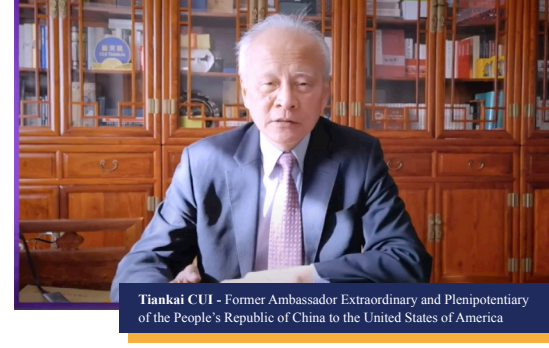 Tiankai CUI - Former Ambassador Extraordinary and Plenipotentiary
of the People's Republic of China to the United States of America